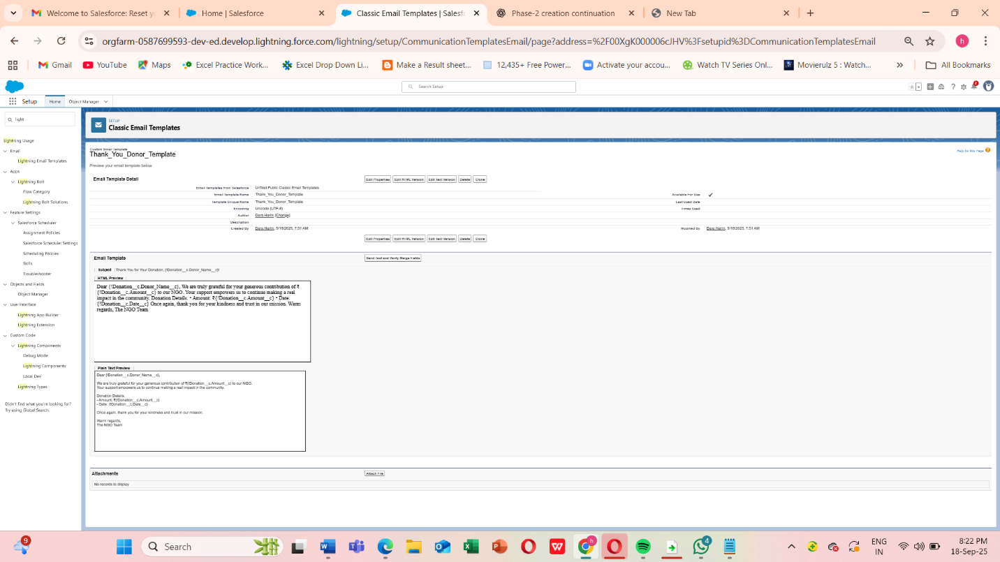 Welcome to Salesforce: Reset y
Home | Salesforce
Classic Email Templates | Salesf
Phase-2 creation continuation
New Tab
orgfarm-0587699593-dev-ed.develop.lightning.force.com/lightning/setup/CommunicationTemplatesEmail/page?address=%2F00XgK000006cJHV%3Fsetupid%3DCommunicationTemplatesEmail
h
Gmail
YouTube
Maps
Excel Practice Work...
Excel Drop Down Li...
Make a Result sheet...
12,435+ Free Power...
Activate your accou...
Watch TV Series Onl...
Movierulz 5 : Watch...
All Bookmarks
Search Setup
Setup
Home
Object Manager
light
Lightning Usage
Email
Lightning Email Templates
Apps
Lightning Bolt
Flow Category
Lightning Bolt Solutions
Feature Settings
Salesforce Scheduler
Assignment Policies
Salesforce Scheduler Settings
Scheduling Policies
Skills
Troubleshooter
Objects and Fields
Object Manager
User Interface
Lightning App Builder
Lightning Extension
Custom Code
Lightning Components
Debug Mode
Lightning Components
Local Dev
Lightning Types
Didn't find what you're looking for?
Try using Global Search.
SETUP
Classic Email Templates
Custom Email Template
Thank_You_Donor_Template
Help for this Page
Preview your email template below.
Email Template Detail
Edit Properties Edit HTML Version Edit Text Version Delete Clone
Email Templates from Salesforce Unfiled Public Classic Email Templates
Email Template Name Thank_You_Donor_Template Available For Use ✓
Template Unique Name Thank_You_Donor_Template Last Used Date
Encoding Unicode (UTF-8) Times Used
Author Dara Harini [Change]
Description
Created By Dara Harini, 9/18/2025, 7:51 AM Modified By Dara Harini, 9/18/2025, 7:51 AM
Edit Properties Edit HTML Version Edit Text Version Delete Clone
Email Template
Send Test and Verify Merge Fields
Subject Thank You for Your Donation, {!Donation__c.Donor_Name__c}!
HTML Preview
Dear {!Donation__c.Donor_Name__c}, We are truly grateful for your generous contribution of ₹
{!Donation__c.Amount__c} to our NGO. Your support empowers us to continue making a real
impact in the community. Donation Details: • Amount: ₹{!Donation__c.Amount__c} • Date:
{!Donation__c.Date__c} Once again, thank you for your kindness and trust in our mission. Warm
regards, The NGO Team
Plain Text Preview
Dear {!Donation__c.Donor_Name__c},
We are truly grateful for your generous contribution of ₹{!Donation__c.Amount__c} to our NGO.
Your support empowers us to continue making a real impact in the community.
Donation Details:
- Amount: ₹{!Donation__c.Amount__c}
- Date: {!Donation__c.Date__c}
Once again, thank you for your kindness and trust in our mission.
Warm regards,
The NGO Team
Attachments
Attach File
No records to display
9
Search
h
4
ENG
IN
8:22 PM
18-Sep-25